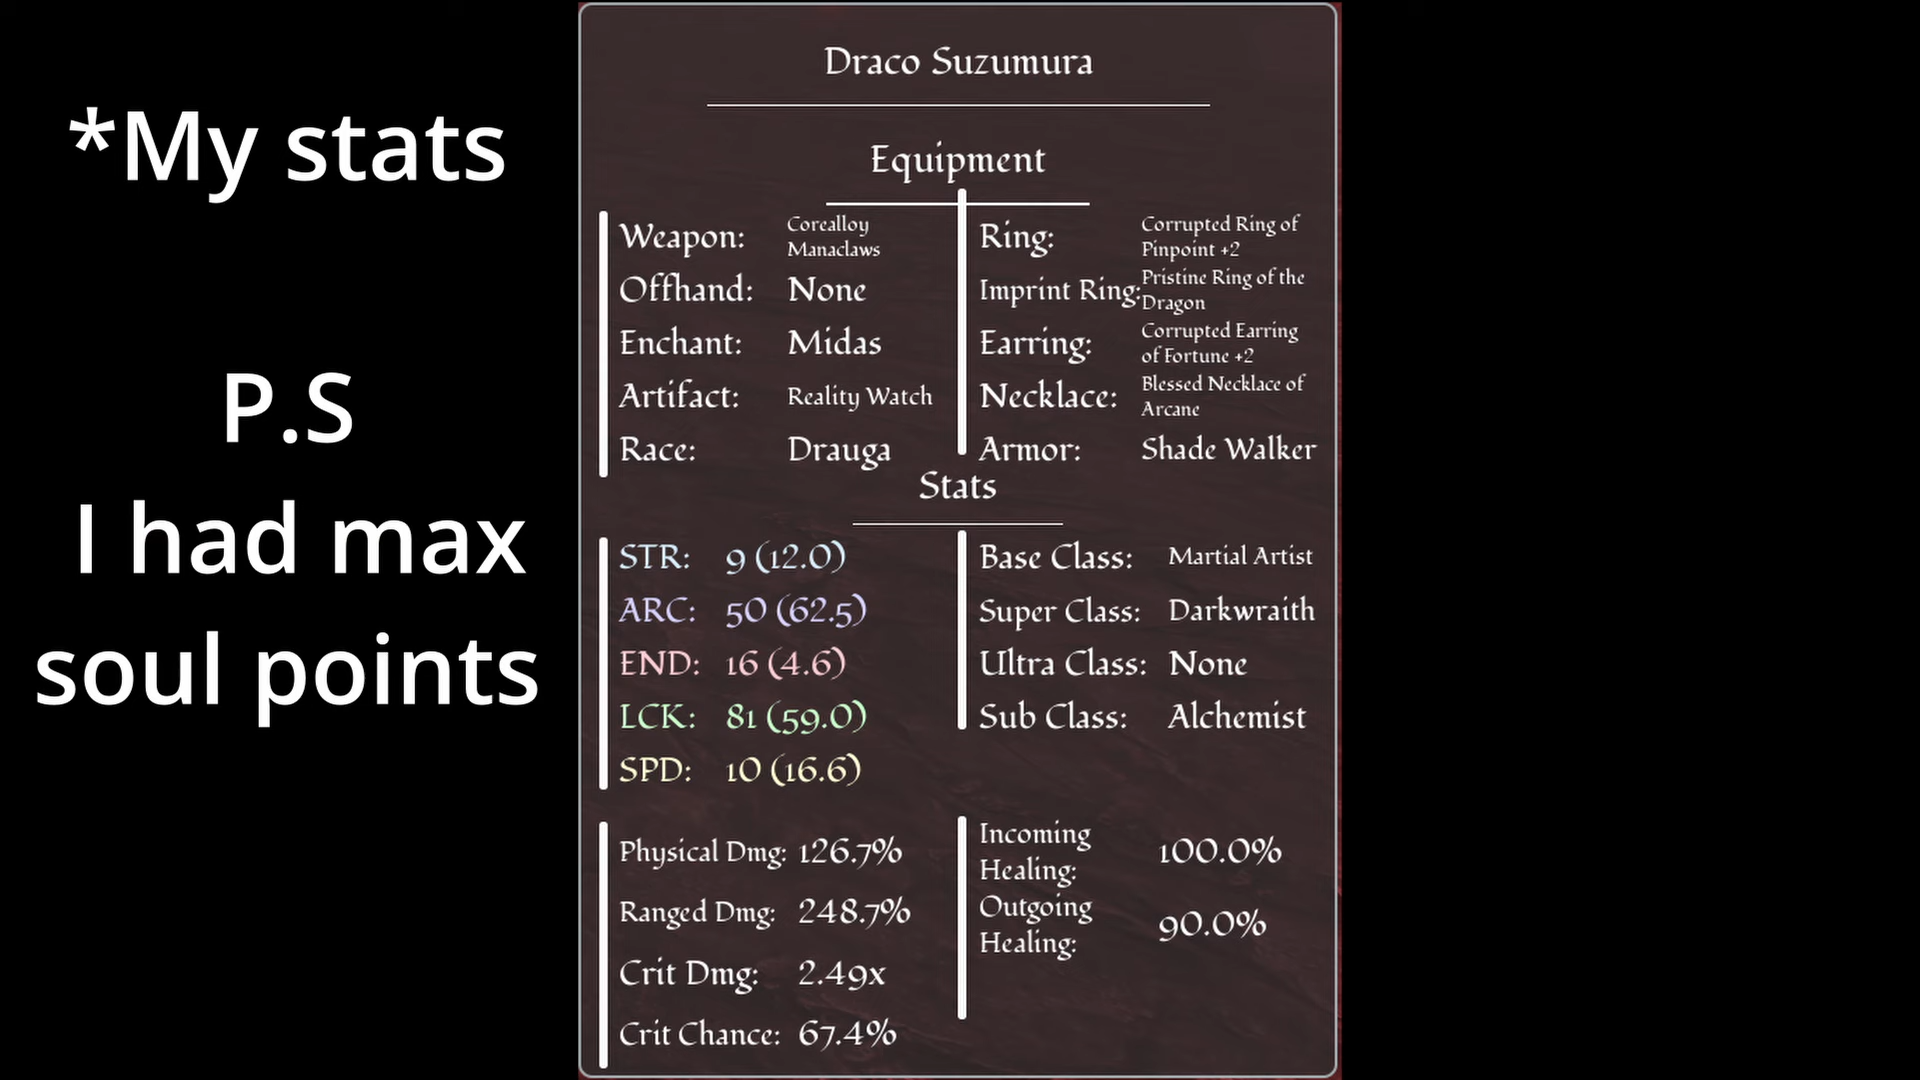 *My stats
P.S
I had max
soul points
Draco Suzumura
Equipment
Weapon: Corealloy
Manaclaws
Offhand: None
Enchant: Midas
Artifact: Reality Watch
Race: Drauga
Ring: Corrupted Ring of
Pinpoint +2
Imprint Ring: Pristine Ring of the
Dragon
Earring: Corrupted Earring
of Fortune +2
Necklace: Blessed Necklace of
Arcane
Armor: Shade Walker
Stats
STR: 9 (12.0)
ARC: 50 (62.5)
END: 16 (4.6)
LCK: 81 (59.0)
SPD: 10 (16.6)
Base Class: Martial Artist
Super Class: Darkwraith
Ultra Class: None
Sub Class: Alchemist
Physical Dmg: 126.7%
Ranged Dmg: 248.7%
Crit Dmg: 2.49x
Crit Chance: 67.4%
Incoming
Healing: 100.0%
Outgoing
Healing: 90.0%